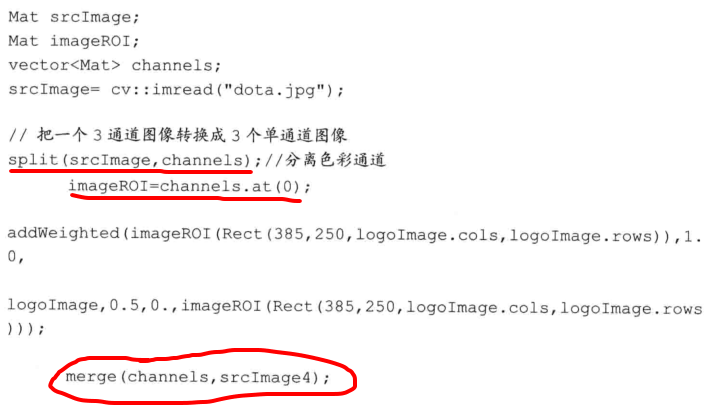 Mat srcImage;
Mat imageROI;
vector<Mat> channels;
srcImage= cv::imread("dota.jpg");
// 把一个 3 通道图像转换成 3 个单通道图像
split(srcImage,channels);//分离色彩通道
imageROI=channels.at(0);
addWeighted(imageROI(Rect(385,250,logoImage.cols,logoImage.rows)),1.
0,
logoImage,0.5,0.,imageROI(Rect(385,250,logoImage.cols,logoImage.rows
)));
merge(channels,srcImage4);